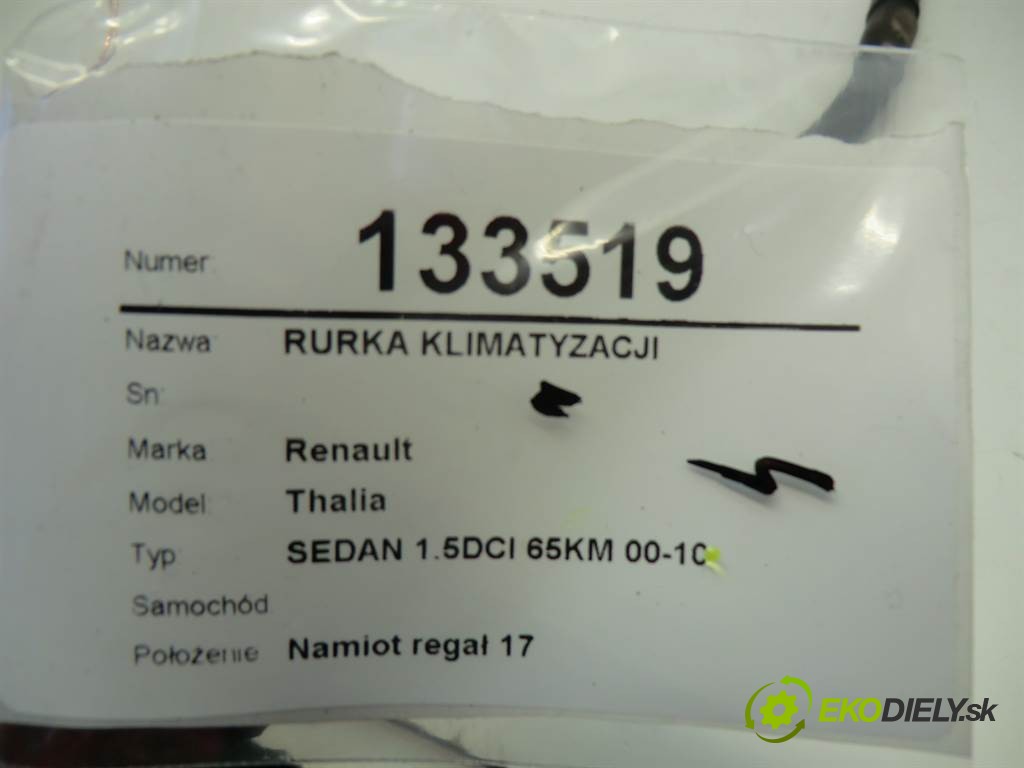 Numer: 133519
Nazwa: RURKA KLIMATYZACJI
Sn:
Marka Renault
Model: Thalia
Typ: SEDAN 1.5DCI 65KM 00-10
Samochód
Położenie Namiot regał 17
EKODIELY.sk